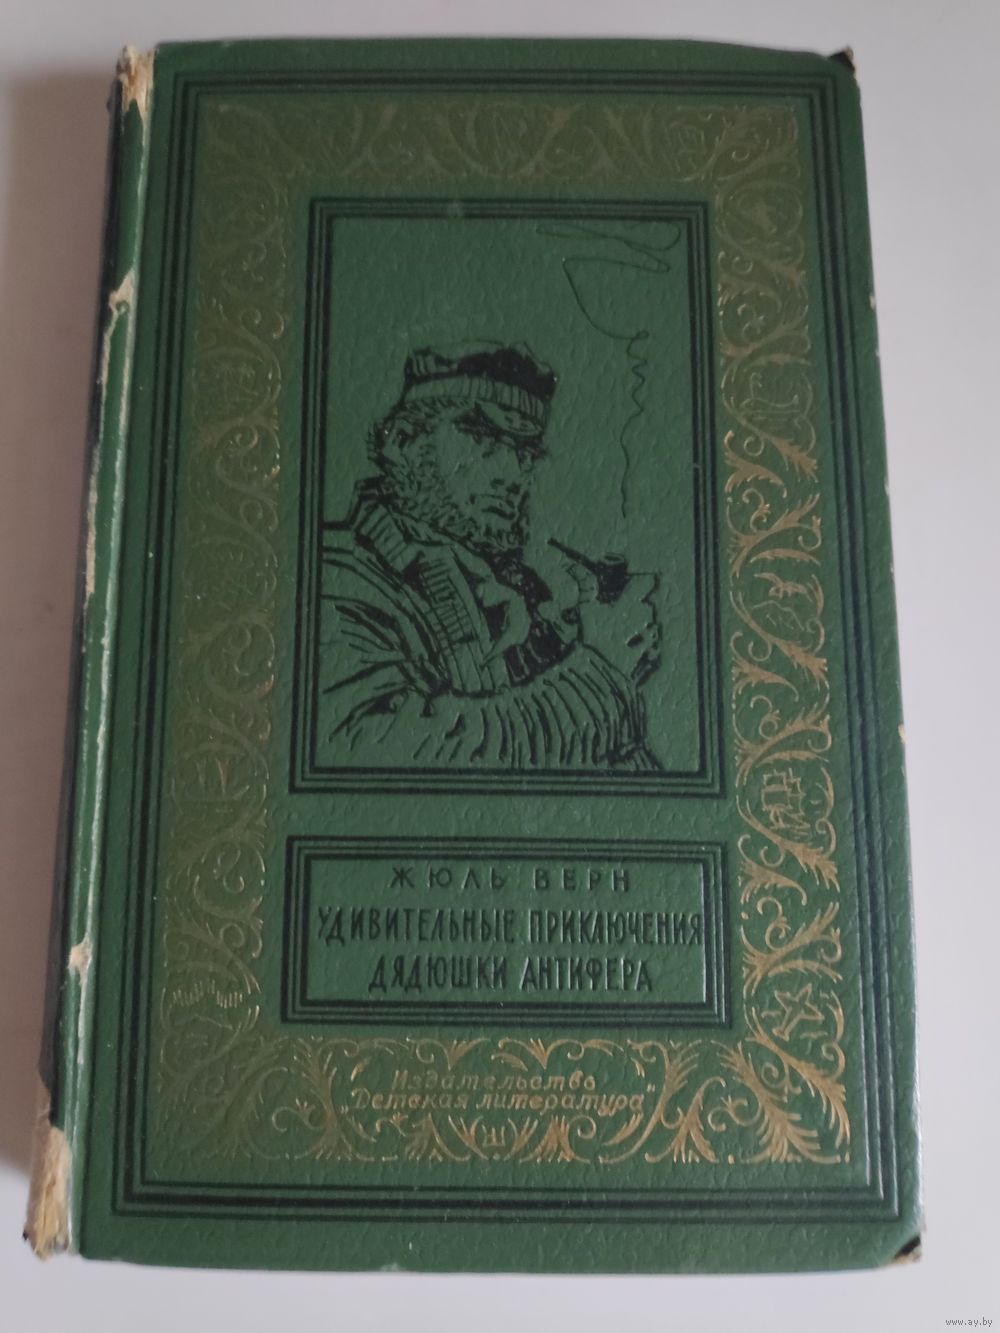 ЖЮЛЬ ВЕРН
УДИВИТЕЛЬНЫЕ ПРИКЛЮЧЕНИЯ
ДЯДЮШКИ АНТИФЕРА
Издательство
„Детская литература"
www.ay.by